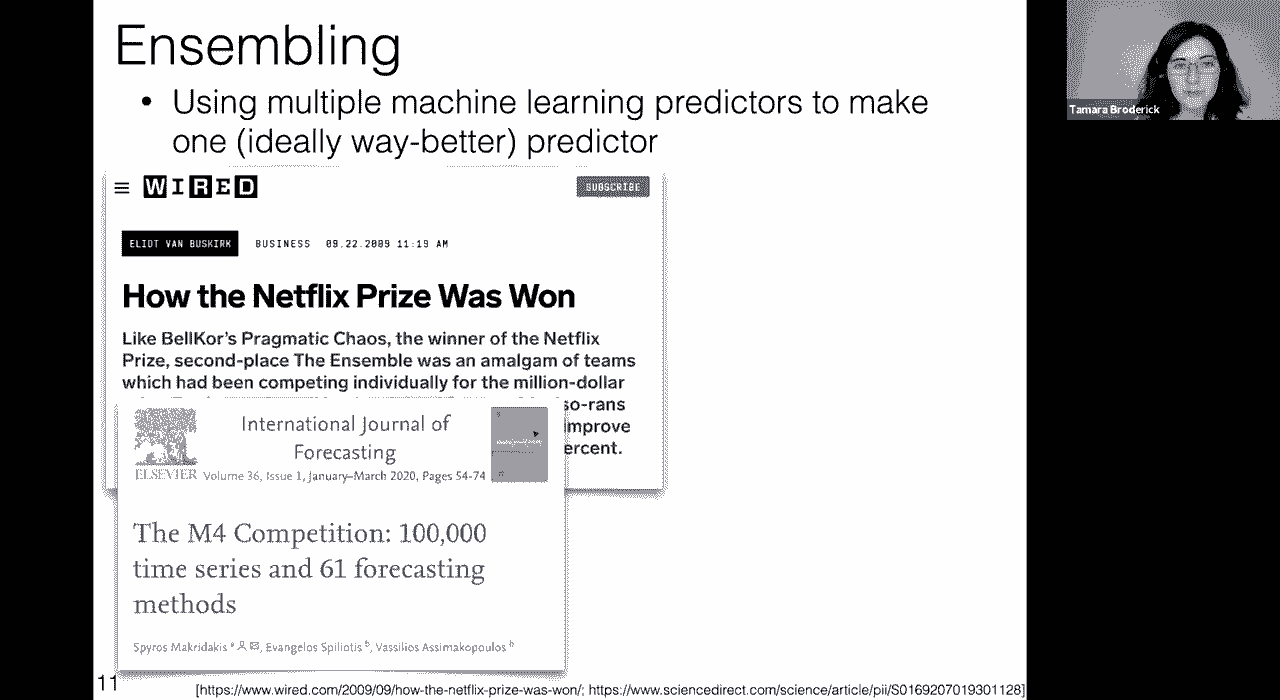 Ensembling
• Using multiple machine learning predictors to make
one (ideally way-better) predictor
WIRED
SUBSCRIBE
ELIOT VAN BUSKIRK
BUSINESS
09.22.2009 11:19 AM
How the Netflix Prize Was Won
Like BellKor's Pragmatic Chaos, the winner of the Netflix
Prize, second-place The Ensemble was an amalgam of teams
which had been competing individually for the million-dollar
so-rans
improve
ercent.
International Journal of
Forecasting
ELSEVIER
Volume 36, Issue 1, January–March 2020, Pages 54-74
The M4 Competition: 100,000
time series and 61 forecasting
methods
Spyros Makridakis a, Evangelos Spiliotis b, Vassilios Assimakopoulos b
11
[https://www.wired.com/2009/09/how-the-netflix-prize-was-won/; https://www.sciencedirect.com/science/article/pii/S0169207019301128]
Tamara Broderick